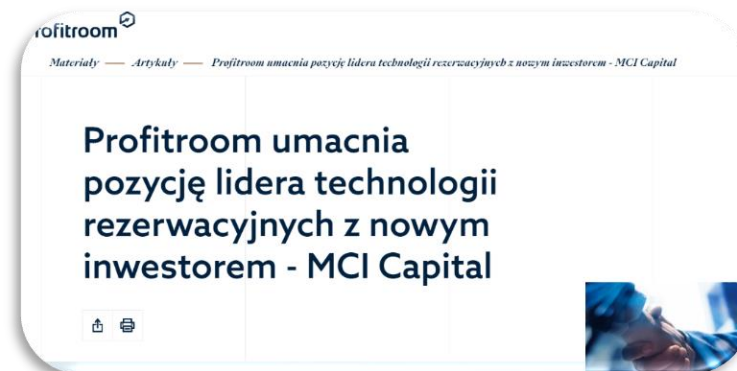 rofitroom
Materiały — Artykuły — Profitroom umacnia pozycję lidera technologii rezerwacyjnych z nowym inwestorem - MCI Capital
Profitroom umacnia
pozycję lidera technologii
rezerwacyjnych z nowym
inwestorem - MCI Capital